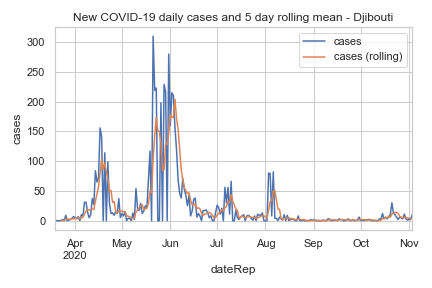 New COVID-19 daily cases and 5 day rolling mean - Djibouti
cases
cases (rolling)
300
250
200
150
100
50
0
cases
Apr
2020
May
Jun
Jul
Aug
Sep
Oct
Nov
dateRep